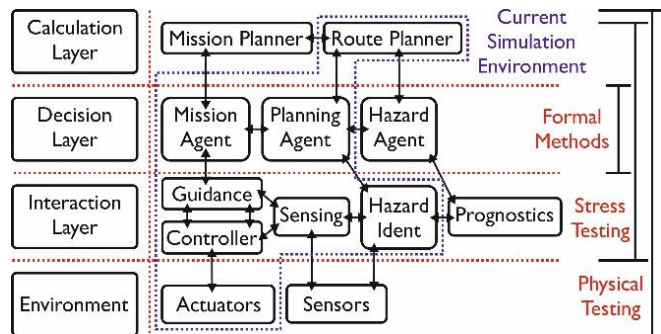 Calculation
Layer
Mission Planner
Route Planner
Current
Simulation
Environment
Decision
Layer
Mission
Agent
Planning
Agent
Hazard
Agent
Formal
Methods
Interaction
Layer
Guidance
Controller
Sensing
Hazard
Ident
Prognostics
Stress
Testing
Environment
Actuators
Sensors
Physical
Testing